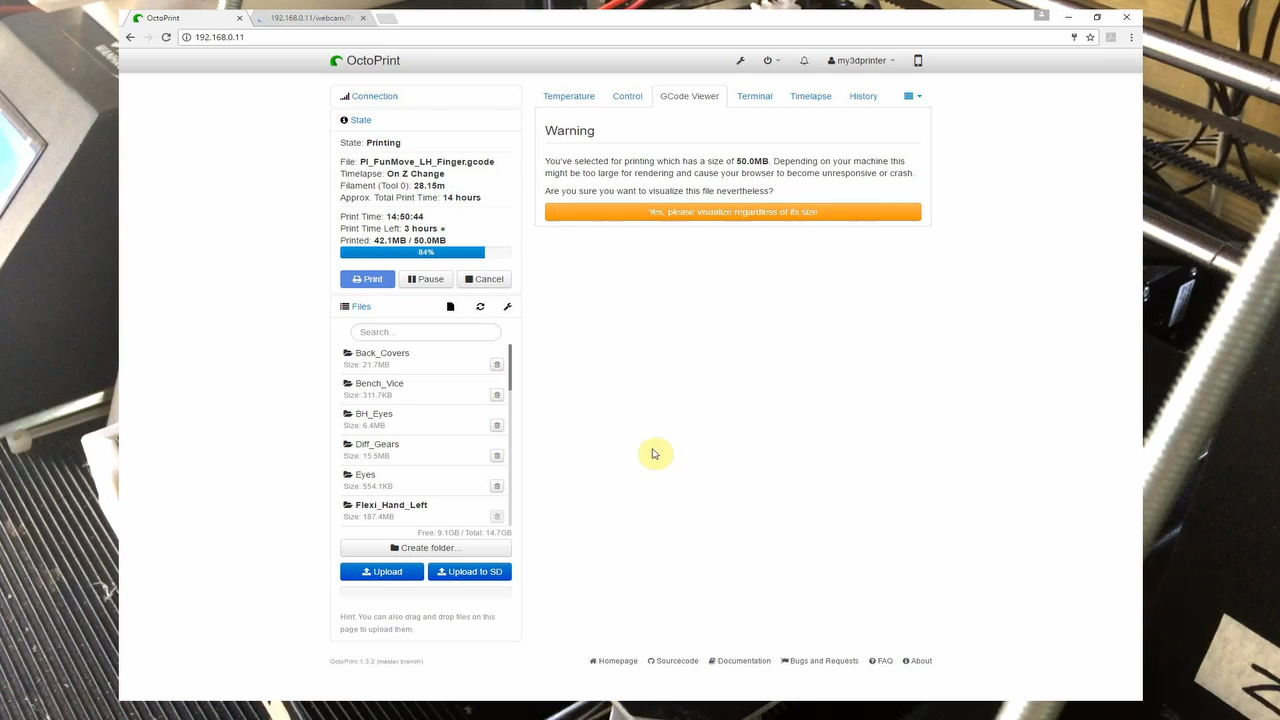 OctoPrint
192.168.0.11/webcam/?a
192.168.0.11
OctoPrint
my3dprinter
Connection
State
State: Printing
File: PI_FunMove_LH_Finger.gcode
Timelapse: On Z Change
Filament (Tool 0): 28.15m
Approx. Total Print Time: 14 hours
Print Time: 14:50:44
Print Time Left: 3 hours
Printed: 42.1MB / 50.0MB
84%
Print
Pause
Cancel
Files
Search...
Back_Covers
Size: 21.7MB
Bench_Vice
Size: 311.7KB
BH_Eyes
Size: 6.4MB
Diff_Gears
Size: 15.5MB
Eyes
Size: 554.1KB
Flexi_Hand_Left
Size: 187.4MB
Free: 9.1GB / Total: 14.7GB
Create folder...
Upload
Upload to SD
Hint: You can also drag and drop files on this
page to upload them.
Temperature
Control
GCode Viewer
Terminal
Timelapse
History
Warning
You've selected for printing which has a size of 50.0MB. Depending on your machine this
might be too large for rendering and cause your browser to become unresponsive or crash.
Are you sure you want to visualize this file nevertheless?
Yes, please visualize regardless of its size
OctoPrint 1.3.2 (master branch)
Homepage
Sourcecode
Documentation
Bugs and Requests
FAQ
About